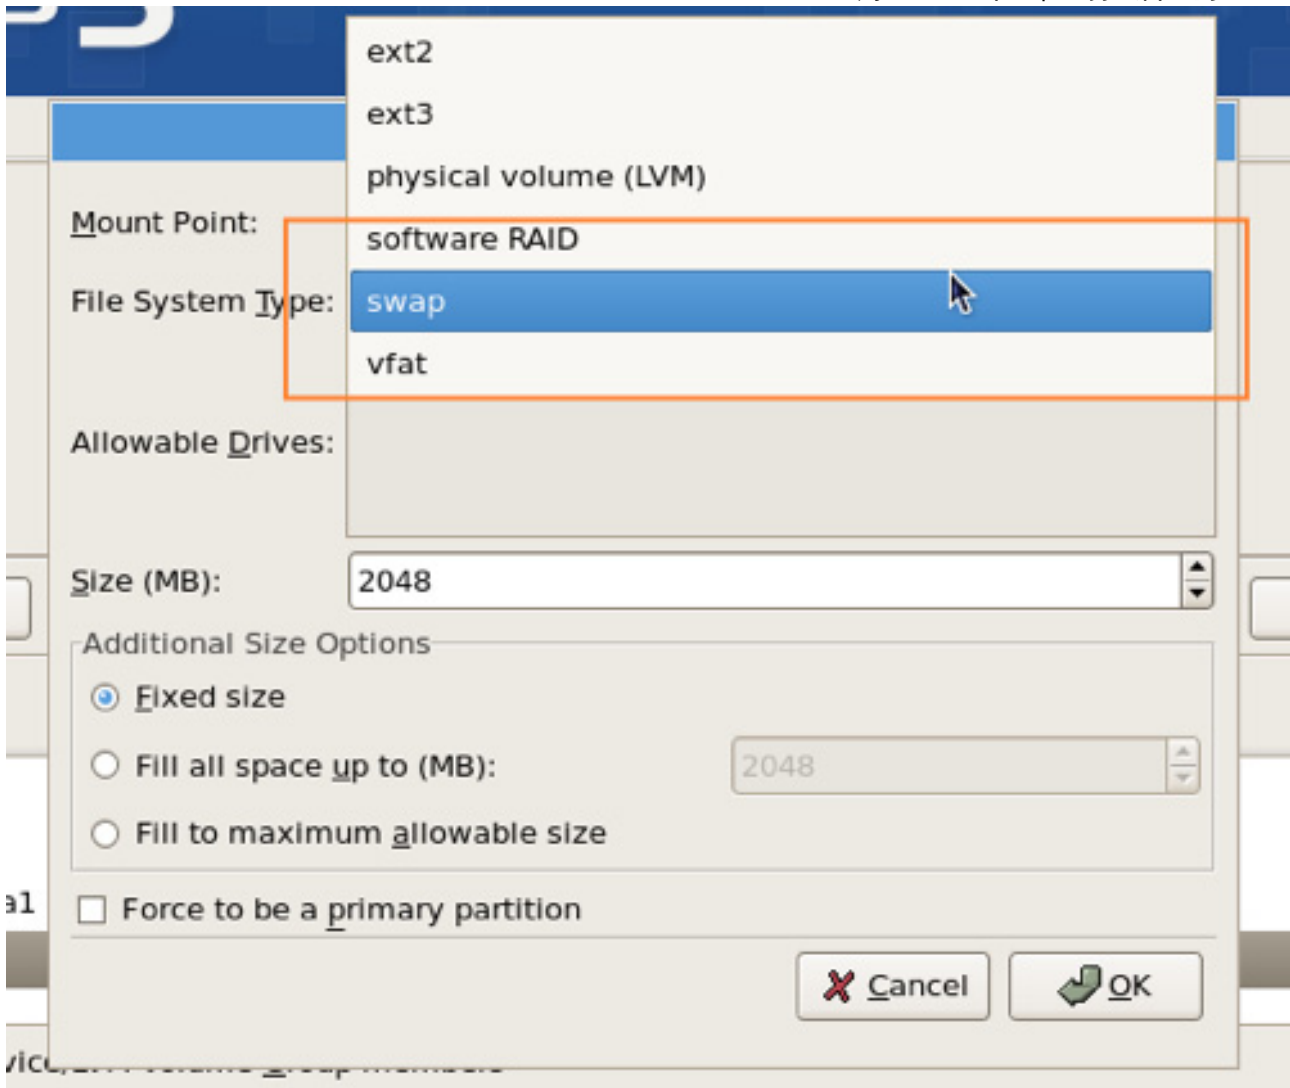 ext2
ext3
physical volume (LVM)
Mount Point:
software RAID
File System Type:
swap
vfat
Allowable Drives:
Size (MB):
2048
Additional Size Options
Fixed size
Fill all space up to (MB):
2048
Fill to maximum allowable size
a1
Force to be a primary partition
Cancel
OK